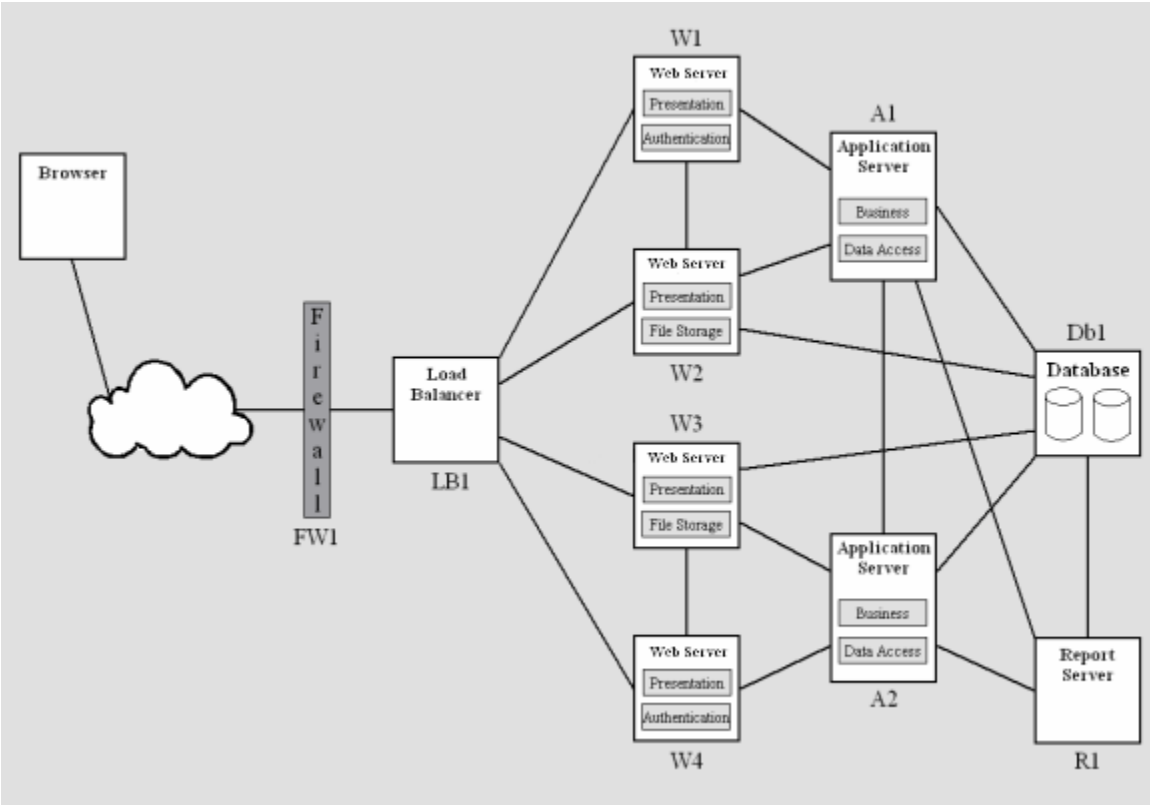 Browser
Firewall
FW1
Load
Balancer
LB1
W1
Web Server
Presentation
Authentication
Web Server
Presentation
File Storage
W2
W3
Web Server
Presentation
File Storage
Web Server
Presentation
Authentication
W4
A1
Application
Server
Business
Data Access
Application
Server
Business
Data Access
A2
Db1
Database
Report
Server
R1